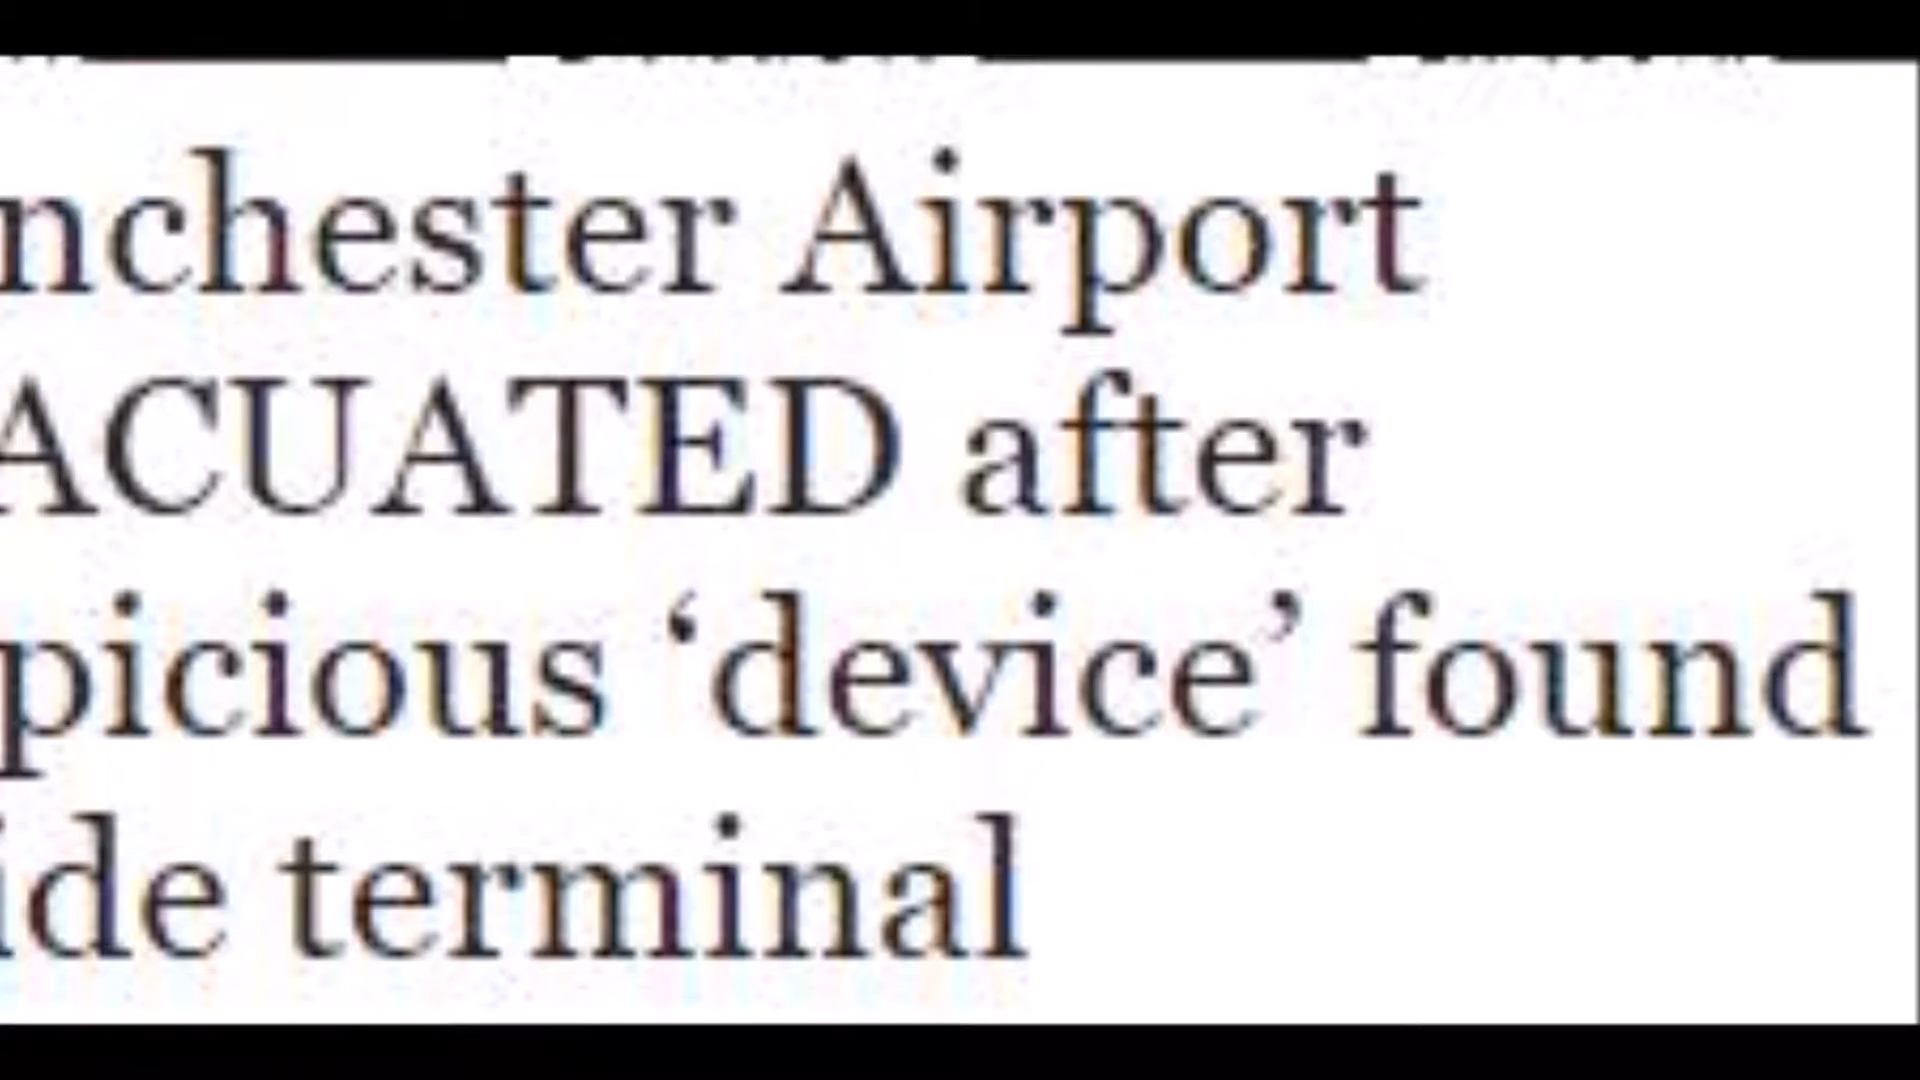 nchester Airport
ACUATED after
picious ‘device’ found
ide terminal